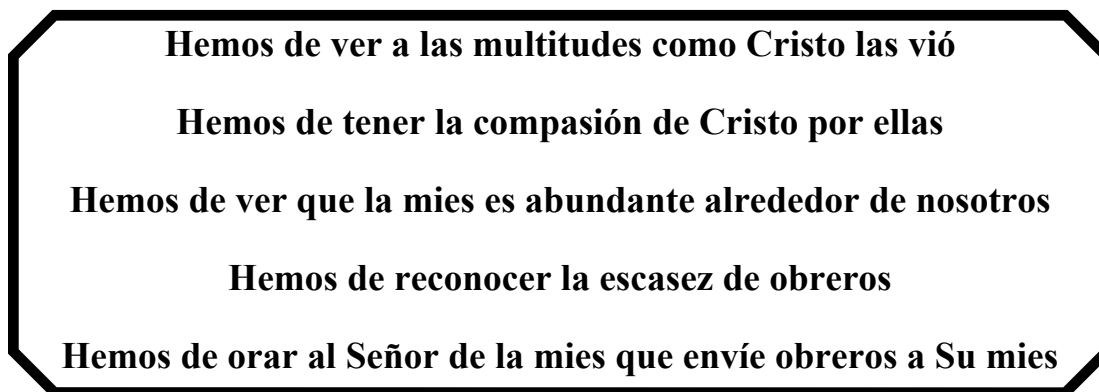 Hemos de ver a las multitudes como Cristo las vió
Hemos de tener la compasión de Cristo por ellas
Hemos de ver que la mies es abundante alrededor de nosotros
Hemos de reconocer la escasez de obreros
Hemos de orar al Señor de la mies que envíe obreros a Su mies